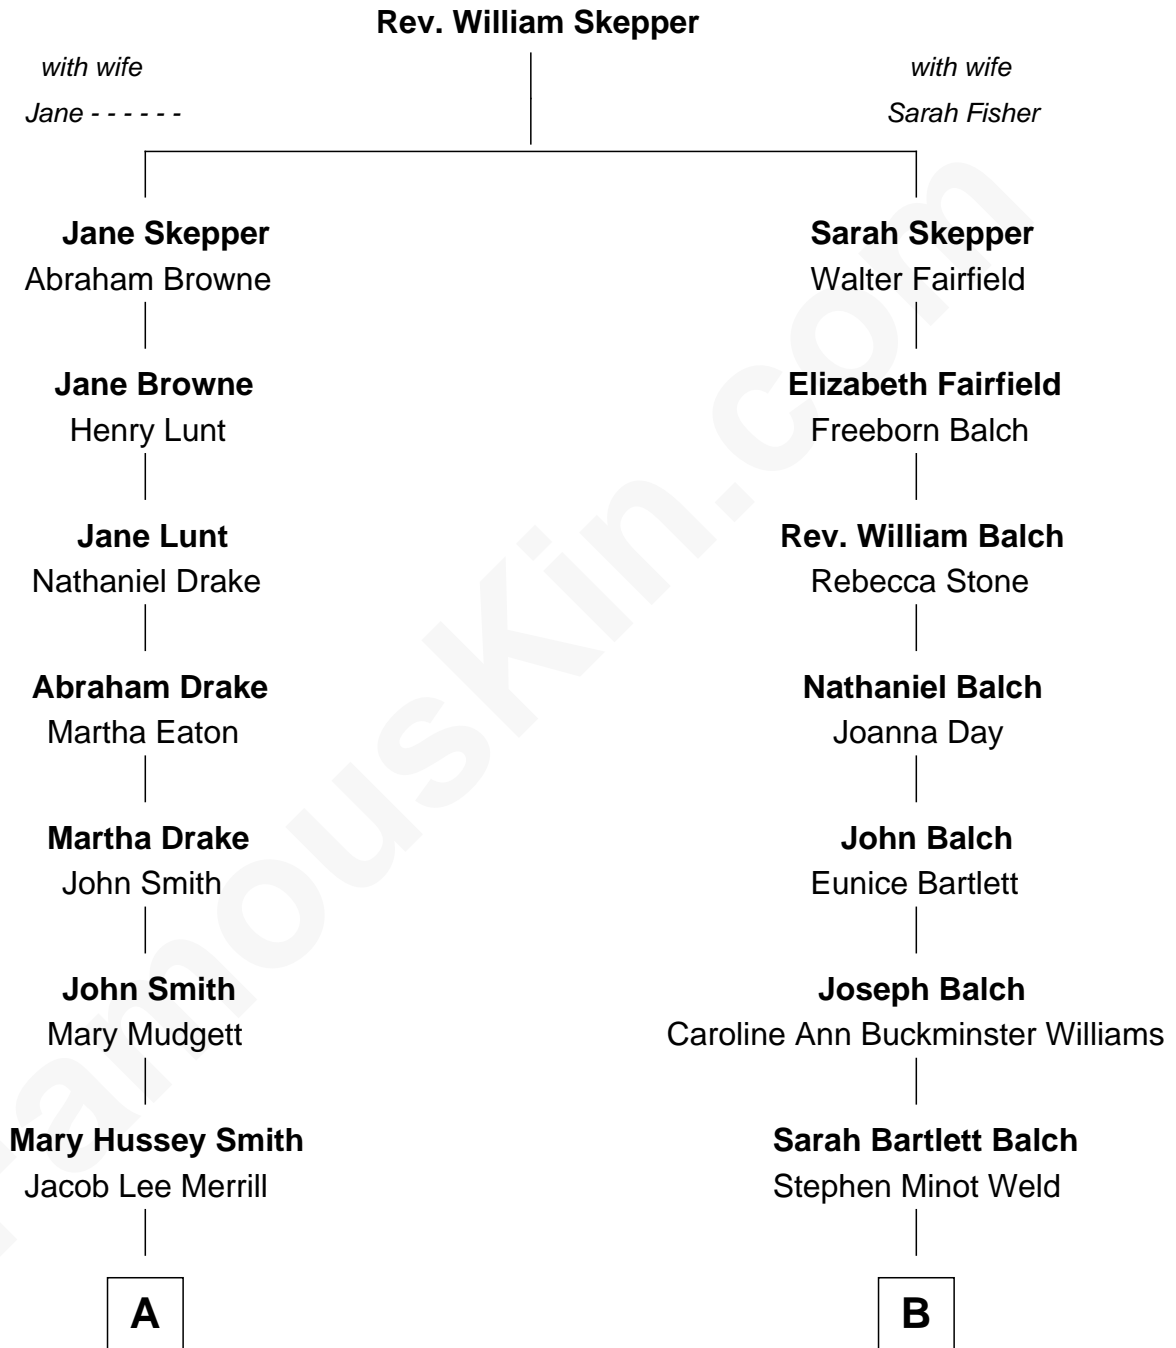 Rev. William Skepper
with wife
Jane - - - - - -
with wife
Sarah Fisher
Jane Skepper
Abraham Browne
Sarah Skepper
Walter Fairfield
Jane Browne
Henry Lunt
Elizabeth Fairfield
Freeborn Balch
Jane Lunt
Nathaniel Drake
Rev. William Balch
Rebecca Stone
Abraham Drake
Martha Eaton
Nathaniel Balch
Joanna Day
Martha Drake
John Smith
John Balch
Eunice Bartlett
John Smith
Mary Mudgett
Joseph Balch
Caroline Ann Buckminster Williams
Mary Hussey Smith
Jacob Lee Merrill
Sarah Bartlett Balch
Stephen Minot Weld
A
B
FamousKin.com